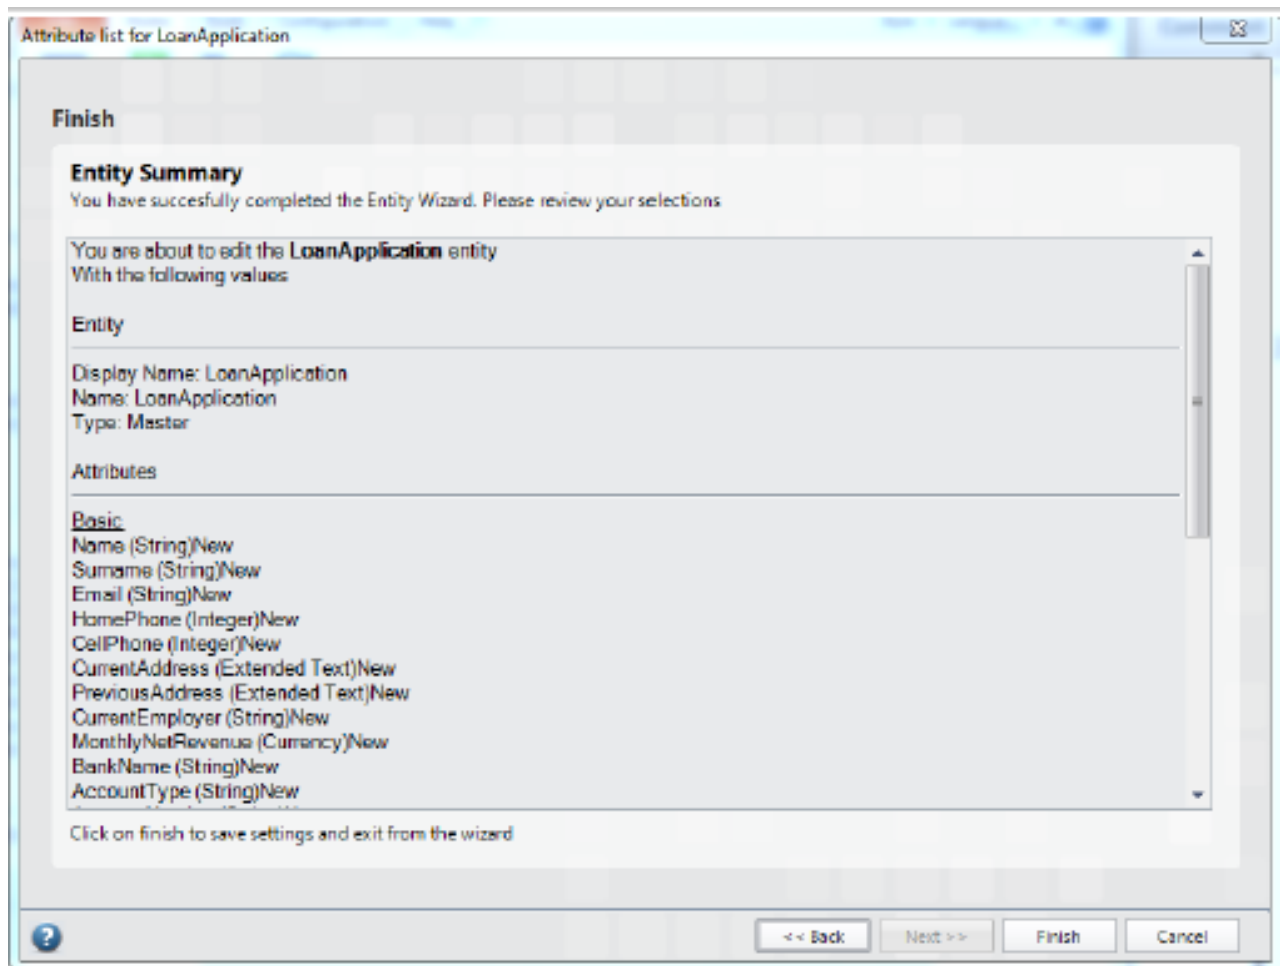 Attribute list for LoanApplication
Finish
Entity Summary
You have succesfully completed the Entity Wizard. Please review your selections
You are about to edit the LoanApplication entity
With the following values
Entity
Display Name: LoanApplication
Name: LoanApplication
Type: Master
Attributes
Basic
Name (String)New
Surname (String)New
Email (String)New
HomePhone (Integer)New
CellPhone (Integer)New
CurrentAddress (Extended Text)New
PreviousAddress (Extended Text)New
CurrentEmployer (String)New
MonthlyNetRevenue (Currency)New
BankName (String)New
AccountType (String)New
Click on finish to save settings and exit from the wizard
<< Back Next >> Finish Cancel